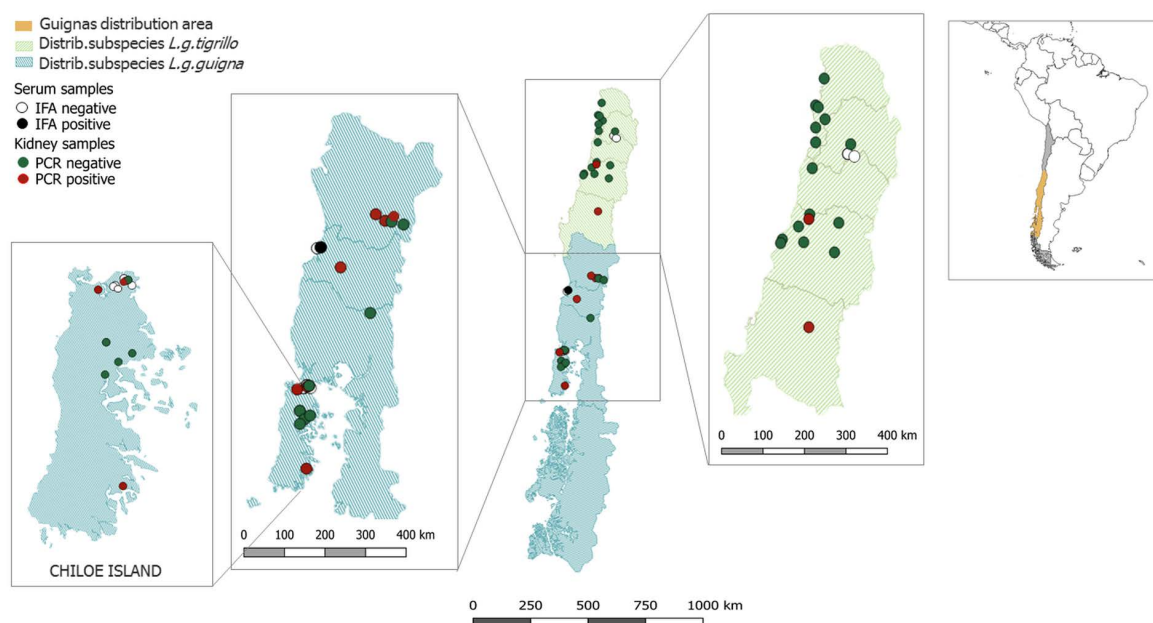 Guignas distribution area
Distrib.subspecies L.g.tigrillo
Distrib.subspecies L.g.guigna
Serum samples
IFA negative
IFA positive
Kidney samples
PCR negative
PCR positive
CHILOE ISLAND
0 100 200 300 400 km
0 100 200 300 400 km
0 250 500 750 1000 km